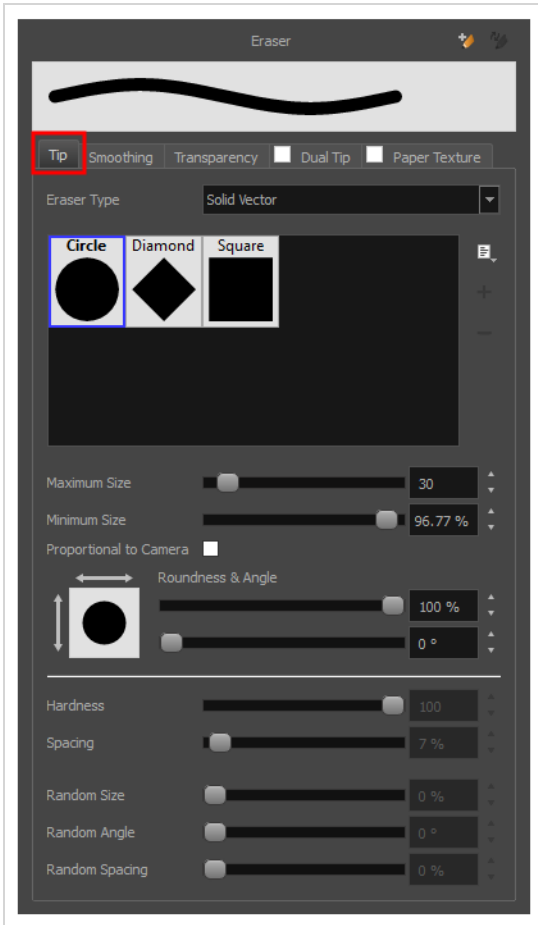 Eraser
Tip Smoothing Transparency Dual Tip Paper Texture
Eraser Type Solid Vector
Circle Diamond Square
Maximum Size 30
Minimum Size 96.77 %
Proportional to Camera
Roundness & Angle
100 %
0 °
Hardness 100
Spacing 7 %
Random Size 0 %
Random Angle 0 °
Random Spacing 0 %